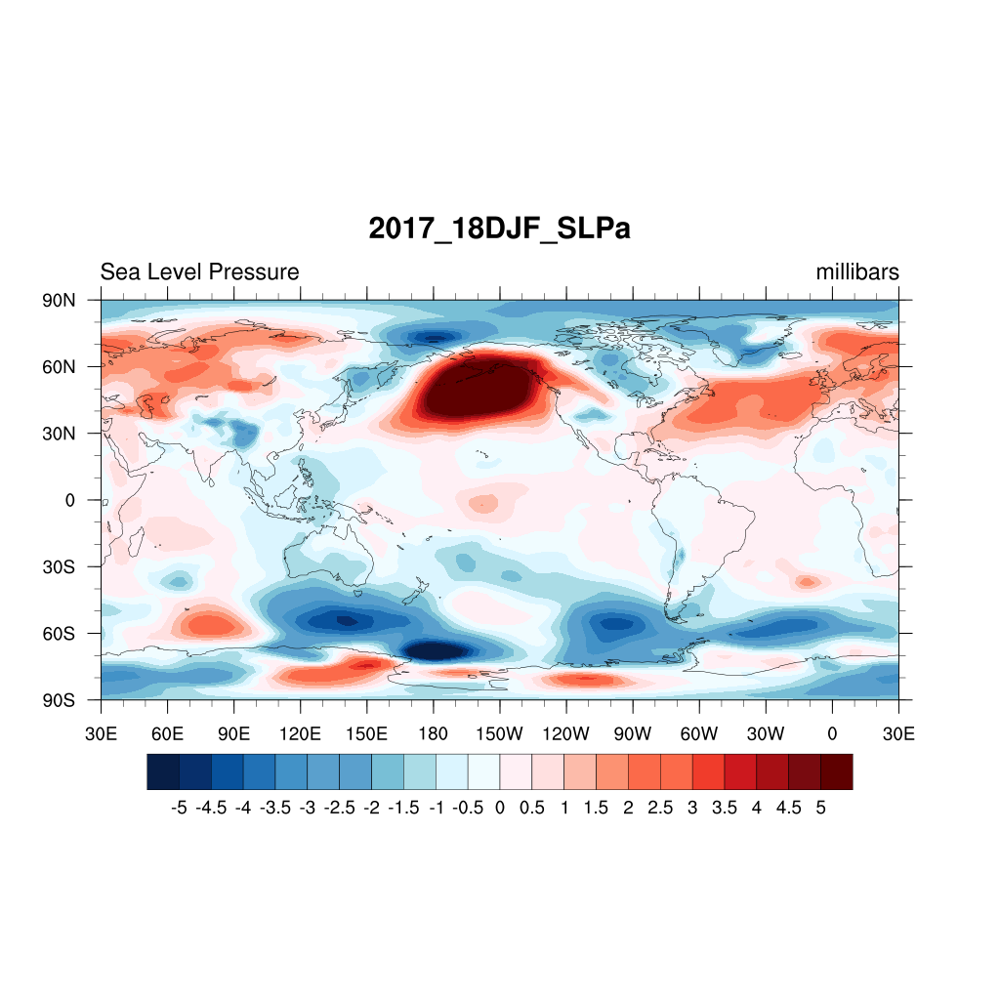 2017_18DJF_SLPa
Sea Level Pressure millibars
90N
60N
30N
0
30S
60S
90S
30E 60E 90E 120E 150E 180 150W 120W 90W 60W 30W 0 30E
-5 -4.5 -4 -3.5 -3 -2.5 -2 -1.5 -1 -0.5 0 0.5 1 1.5 2 2.5 3 3.5 4 4.5 5